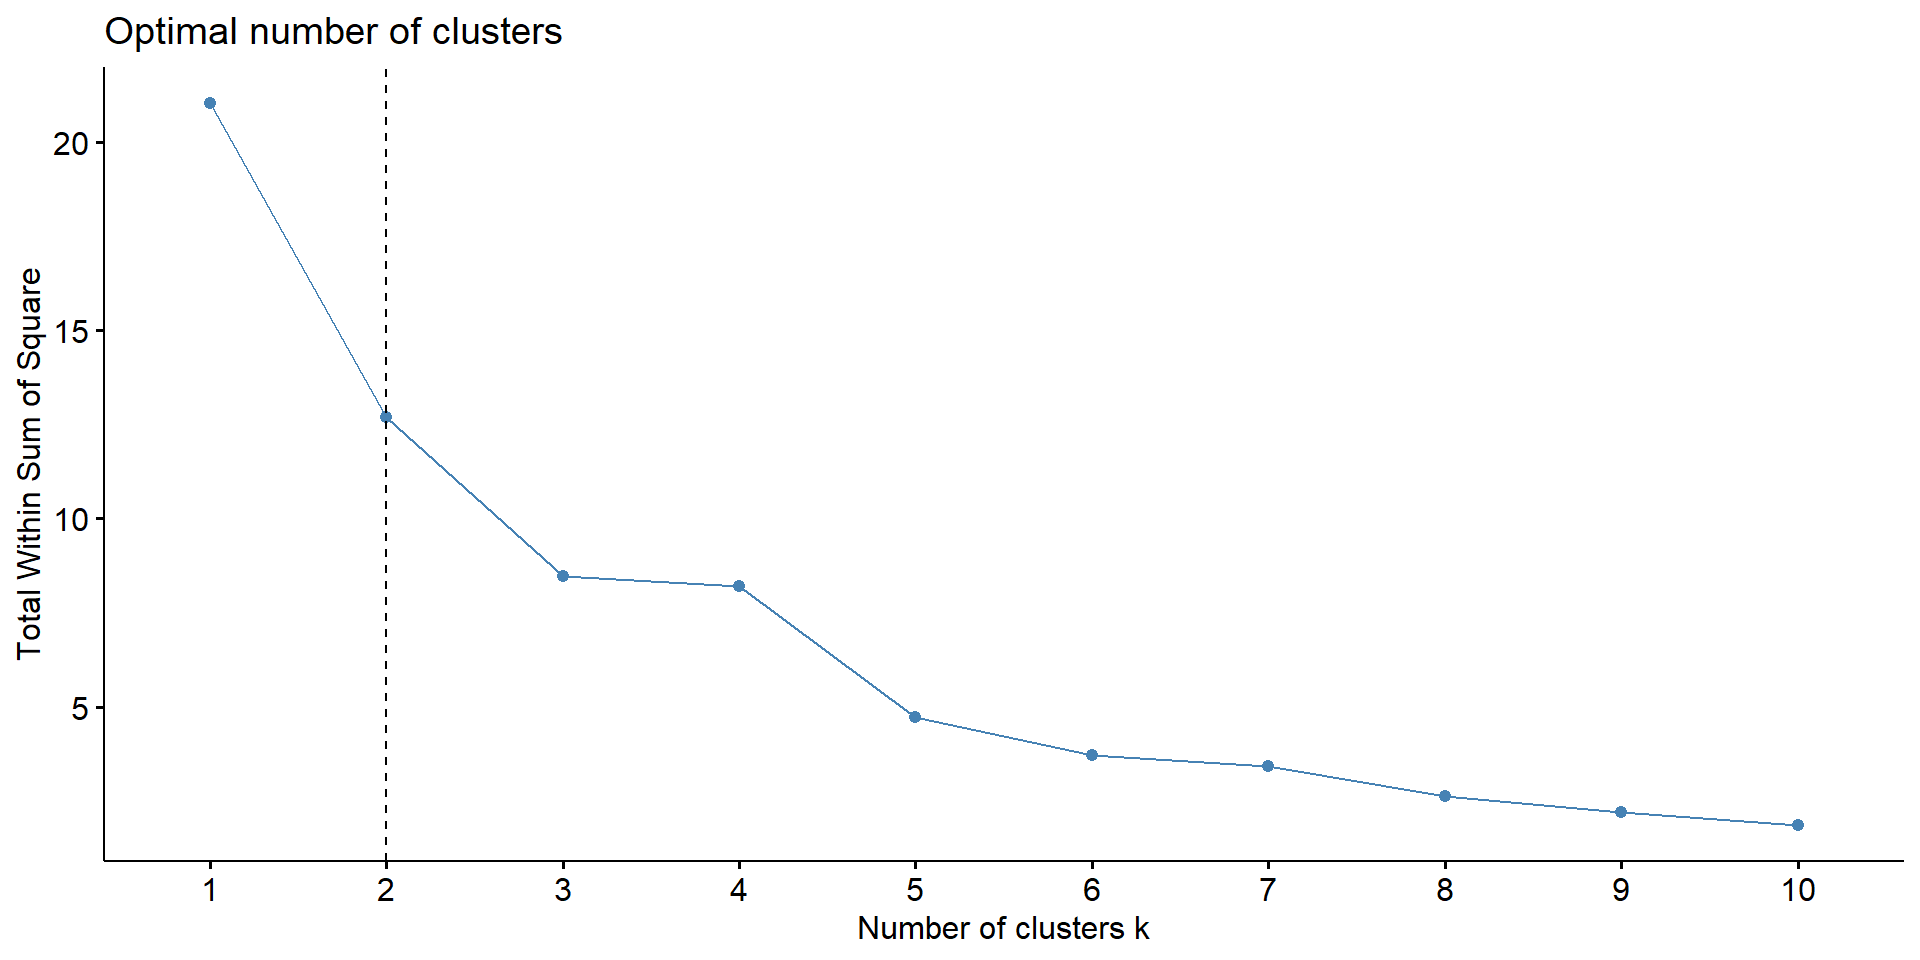 Optimal number of clusters
Total Within Sum of Square
20
15
10
5
1 2 3 4 5 6 7 8 9 10
Number of clusters k